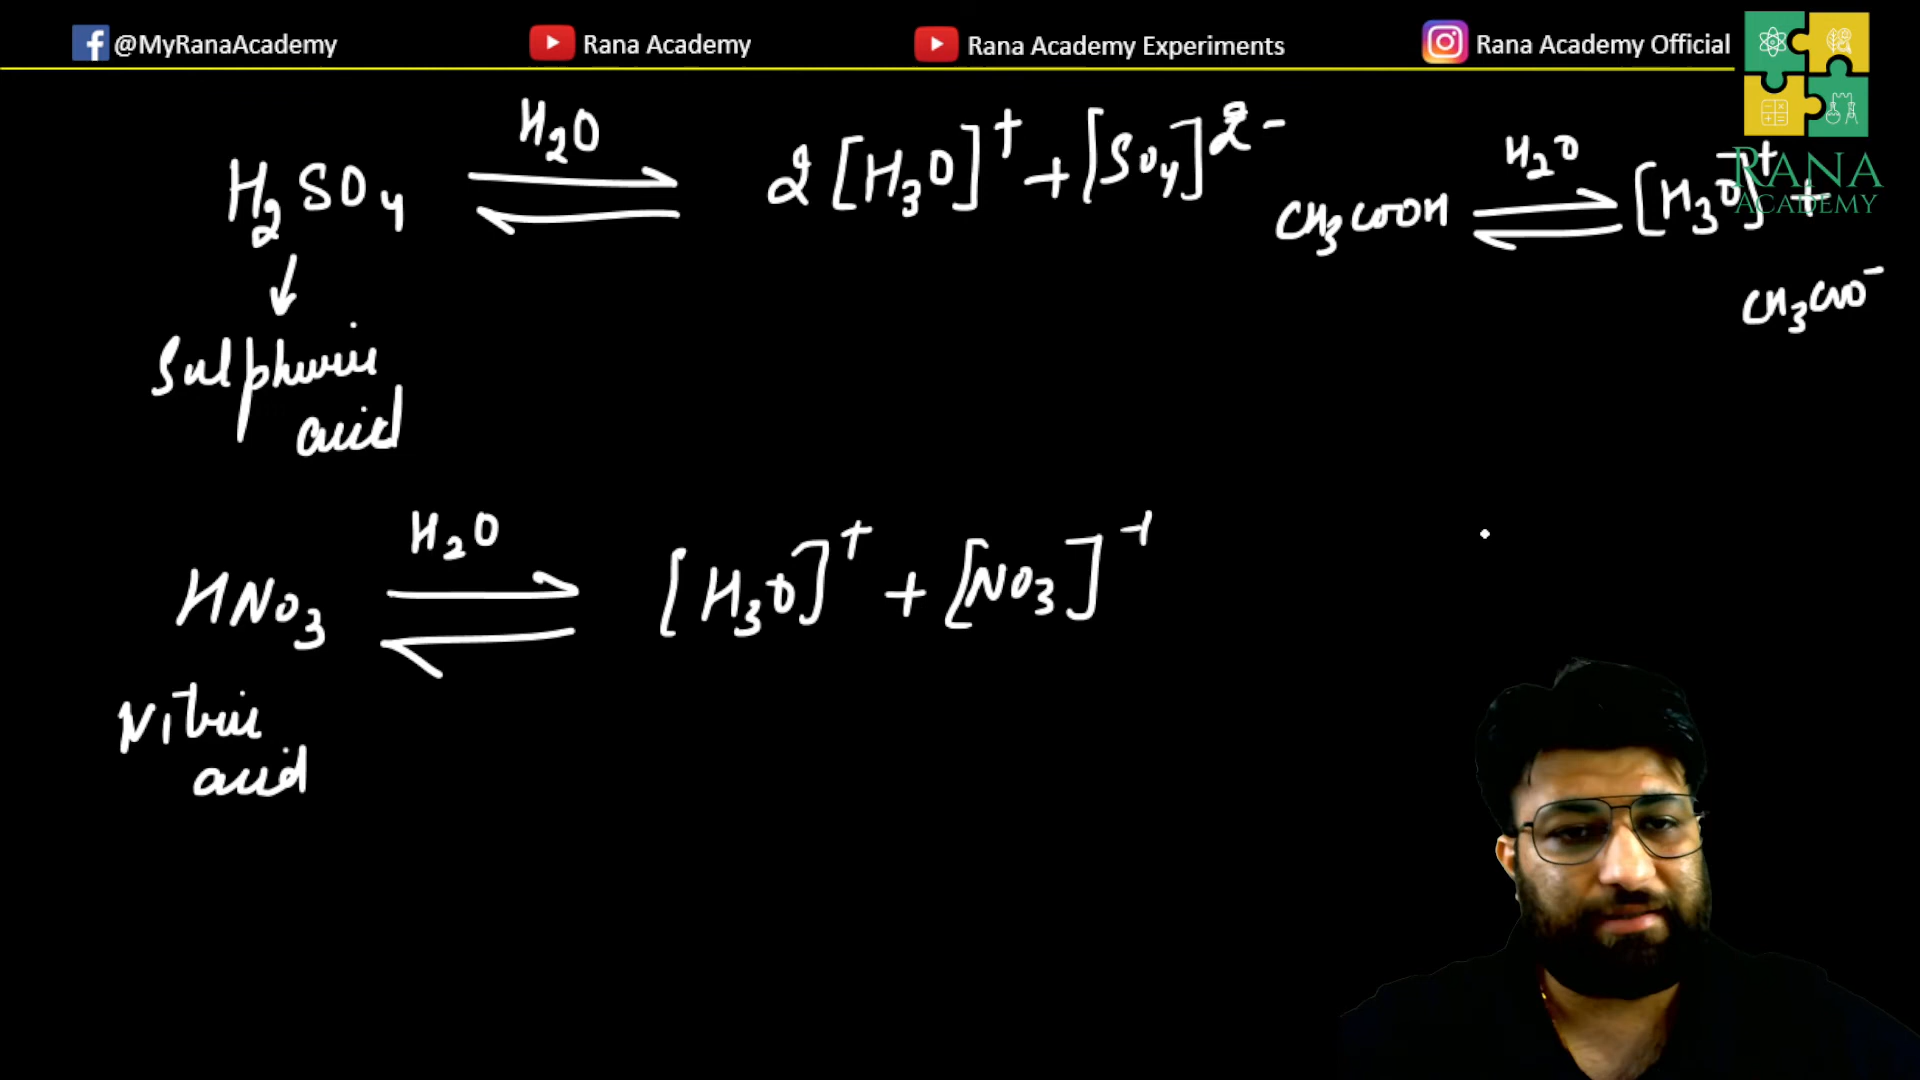 @MyRanaAcademy Rana Academy Rana Academy Experiments Rana Academy Official
RANA
ACADEMY
H₂SO₄ ⇌ 2[H₃O]⁺ + [SO₄]²⁻
H₂O
Sulphuric
acid
H₂O
CH₃COOH ⇌ [H₃O]⁺ +
CH₃COO⁻
H₂O
HNO₃ ⇌ [H₃O]⁺ + [NO₃]⁻¹
Nitric
acid